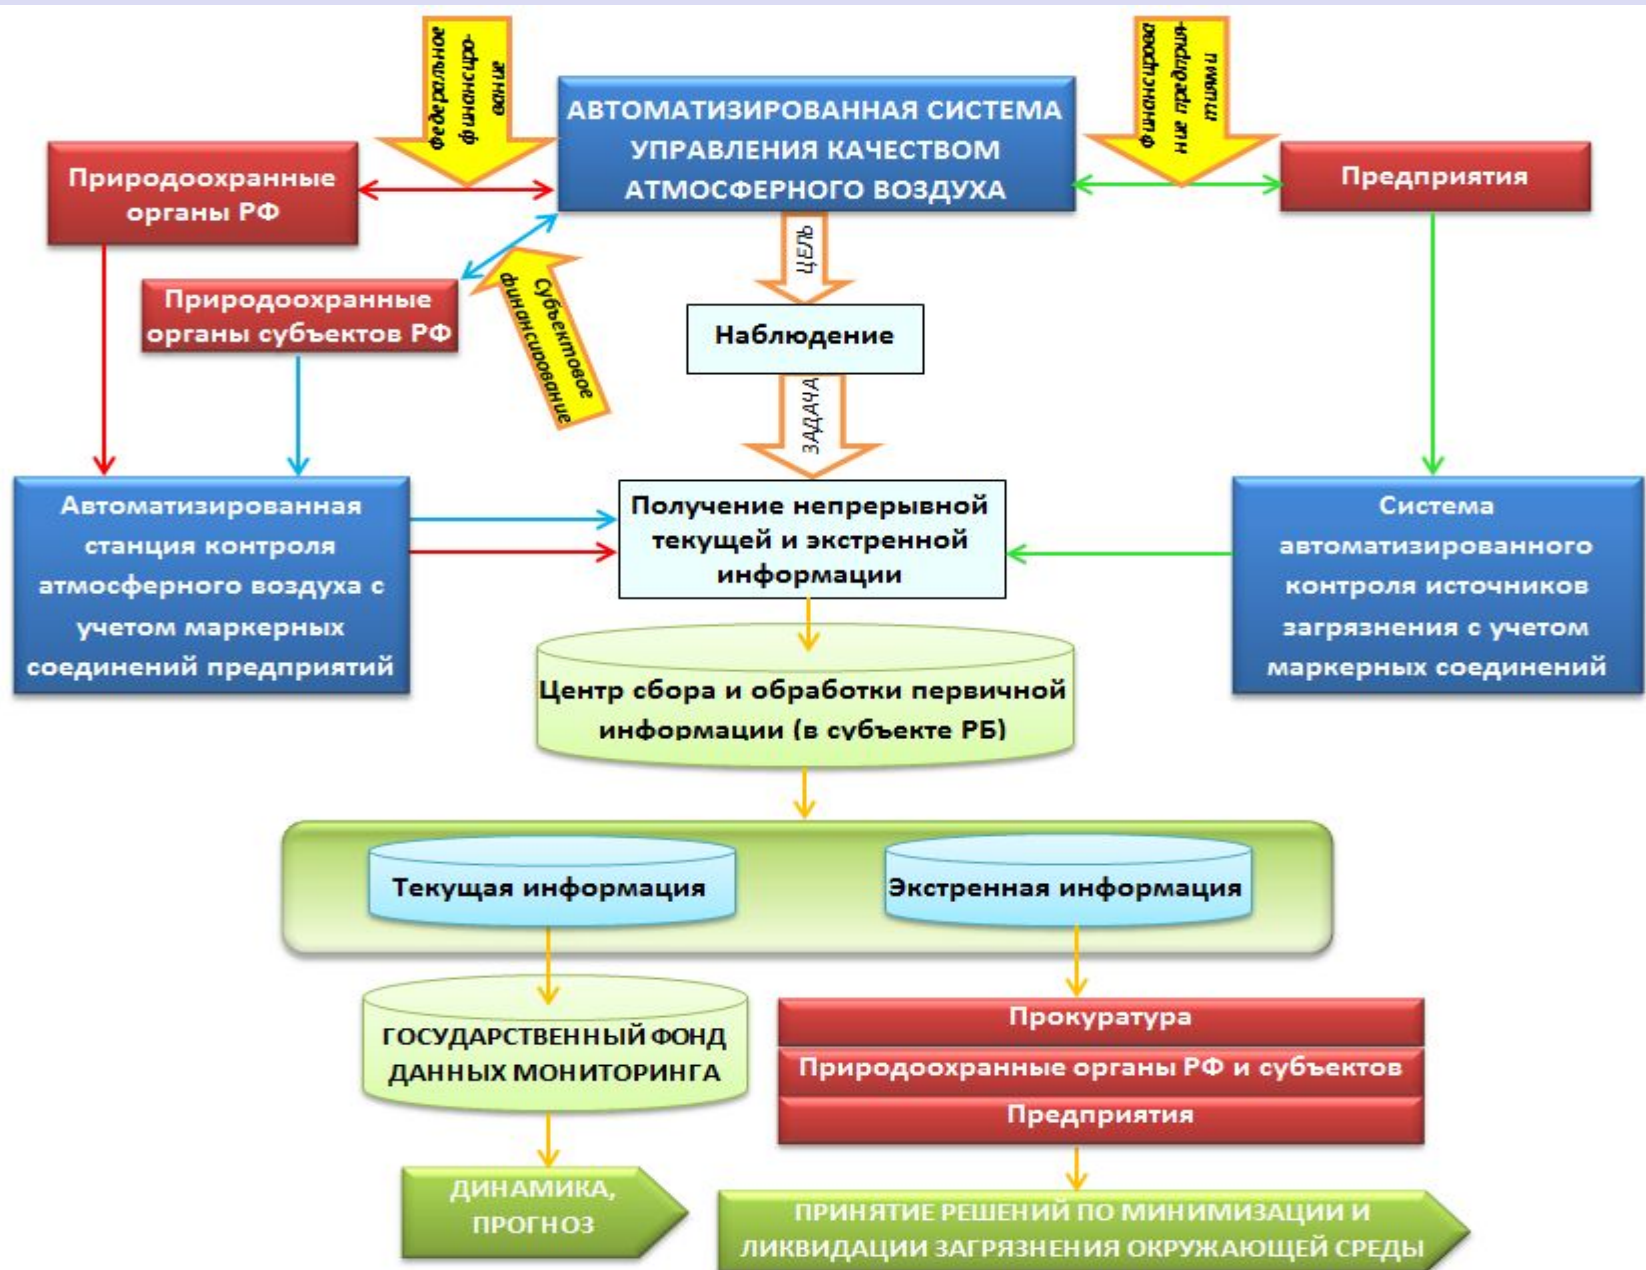 Федеральное
финансиро-
вание
финансирова
ние предприя-
тиями
АВТОМАТИЗИРОВАННАЯ СИСТЕМА
УПРАВЛЕНИЯ КАЧЕСТВОМ
АТМОСФЕРНОГО ВОЗДУХА
Природоохранные
органы РФ
Предприятия
ЦЕЛЬ
Природоохранные
органы субъектов РФ
Субъектовое
финансирование
Наблюдение
ЗАДАЧА
Автоматизированная
станция контроля
атмосферного воздуха с
учетом маркерных
соединений предприятий
Получение непрерывной
текущей и экстренной
информации
Система
автоматизированного
контроля источников
загрязнения с учетом
маркерных соединений
Центр сбора и обработки первичной
информации (в субъекте РБ)
Текущая информация
Экстренная информация
ГОСУДАРСТВЕННЫЙ ФОНД
ДАННЫХ МОНИТОРИНГА
Прокуратура
Природоохранные органы РФ и субъектов
Предприятия
ДИНАМИКА,
ПРОГНОЗ
ПРИНЯТИЕ РЕШЕНИЙ ПО МИНИМИЗАЦИИ И
ЛИКВИДАЦИИ ЗАГРЯЗНЕНИЯ ОКРУЖАЮЩЕЙ СРЕДЫ